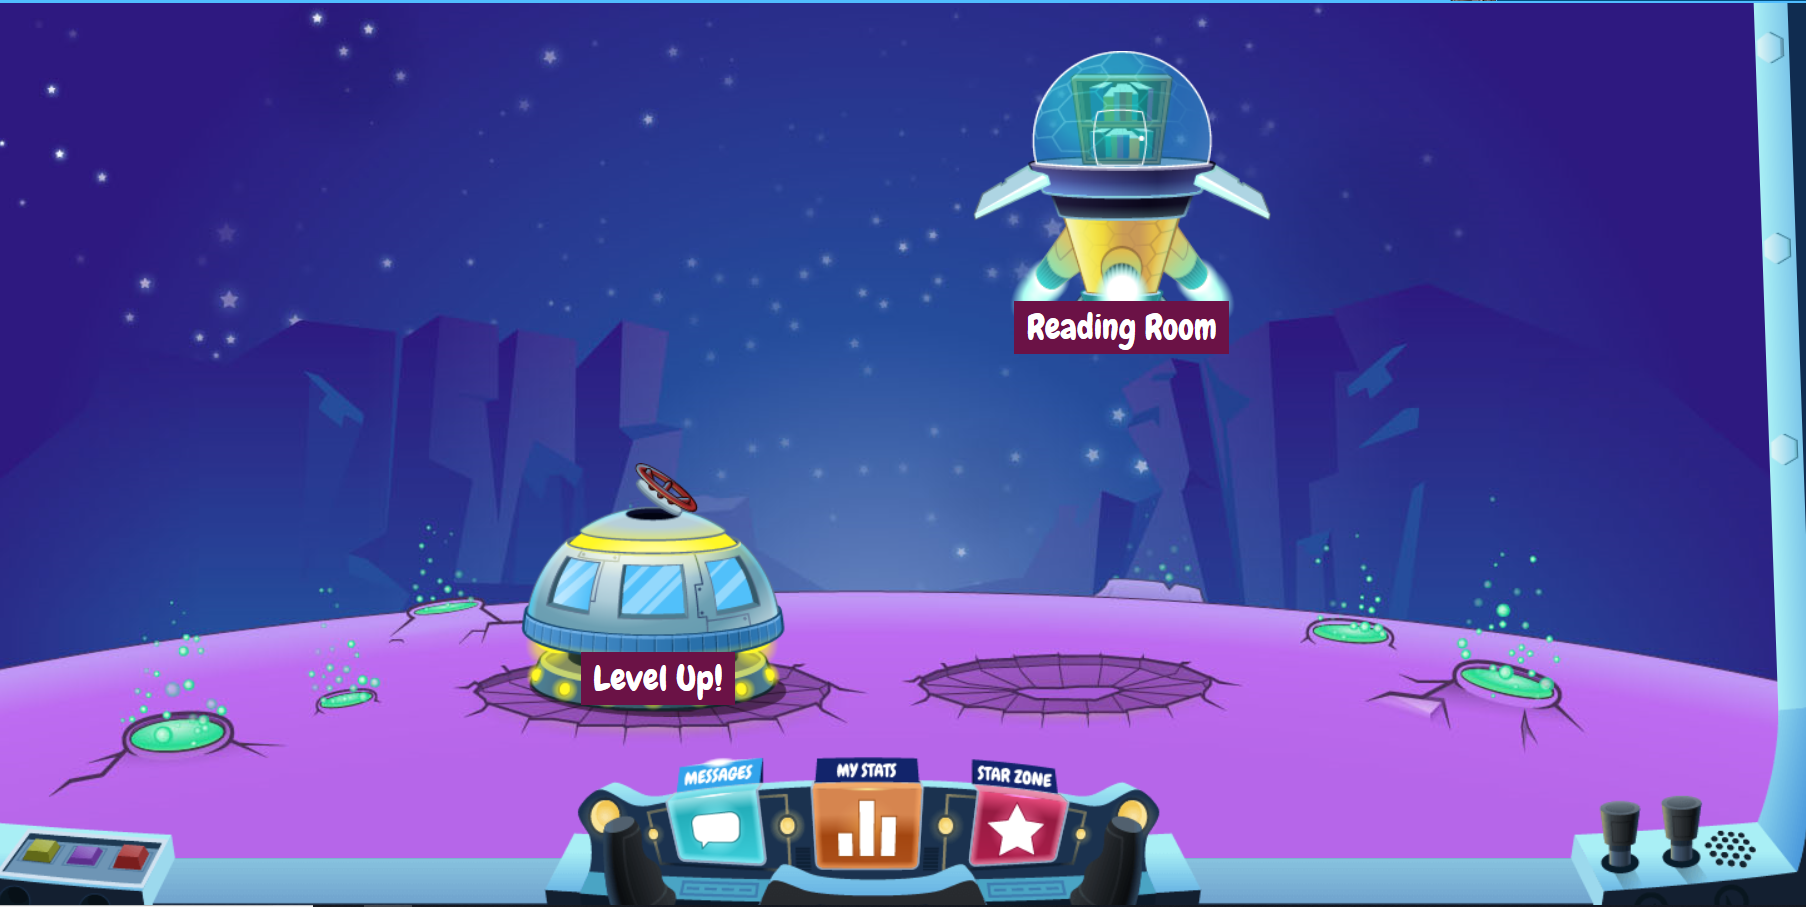 Reading Room
Level Up!
MESSAGES
MY STATS
STAR ZONE